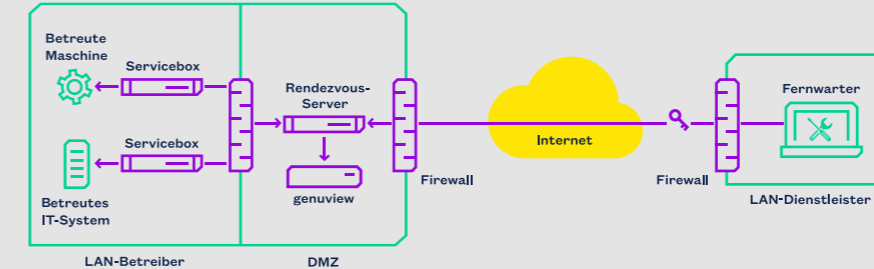 Betreute
Maschine
Servicebox
Servicebox
Betreutes
IT-System
LAN-Betreiber
Rendezvous-
Server
genuview
DMZ
Firewall
Internet
Firewall
Fernwarter
LAN-Dienstleister